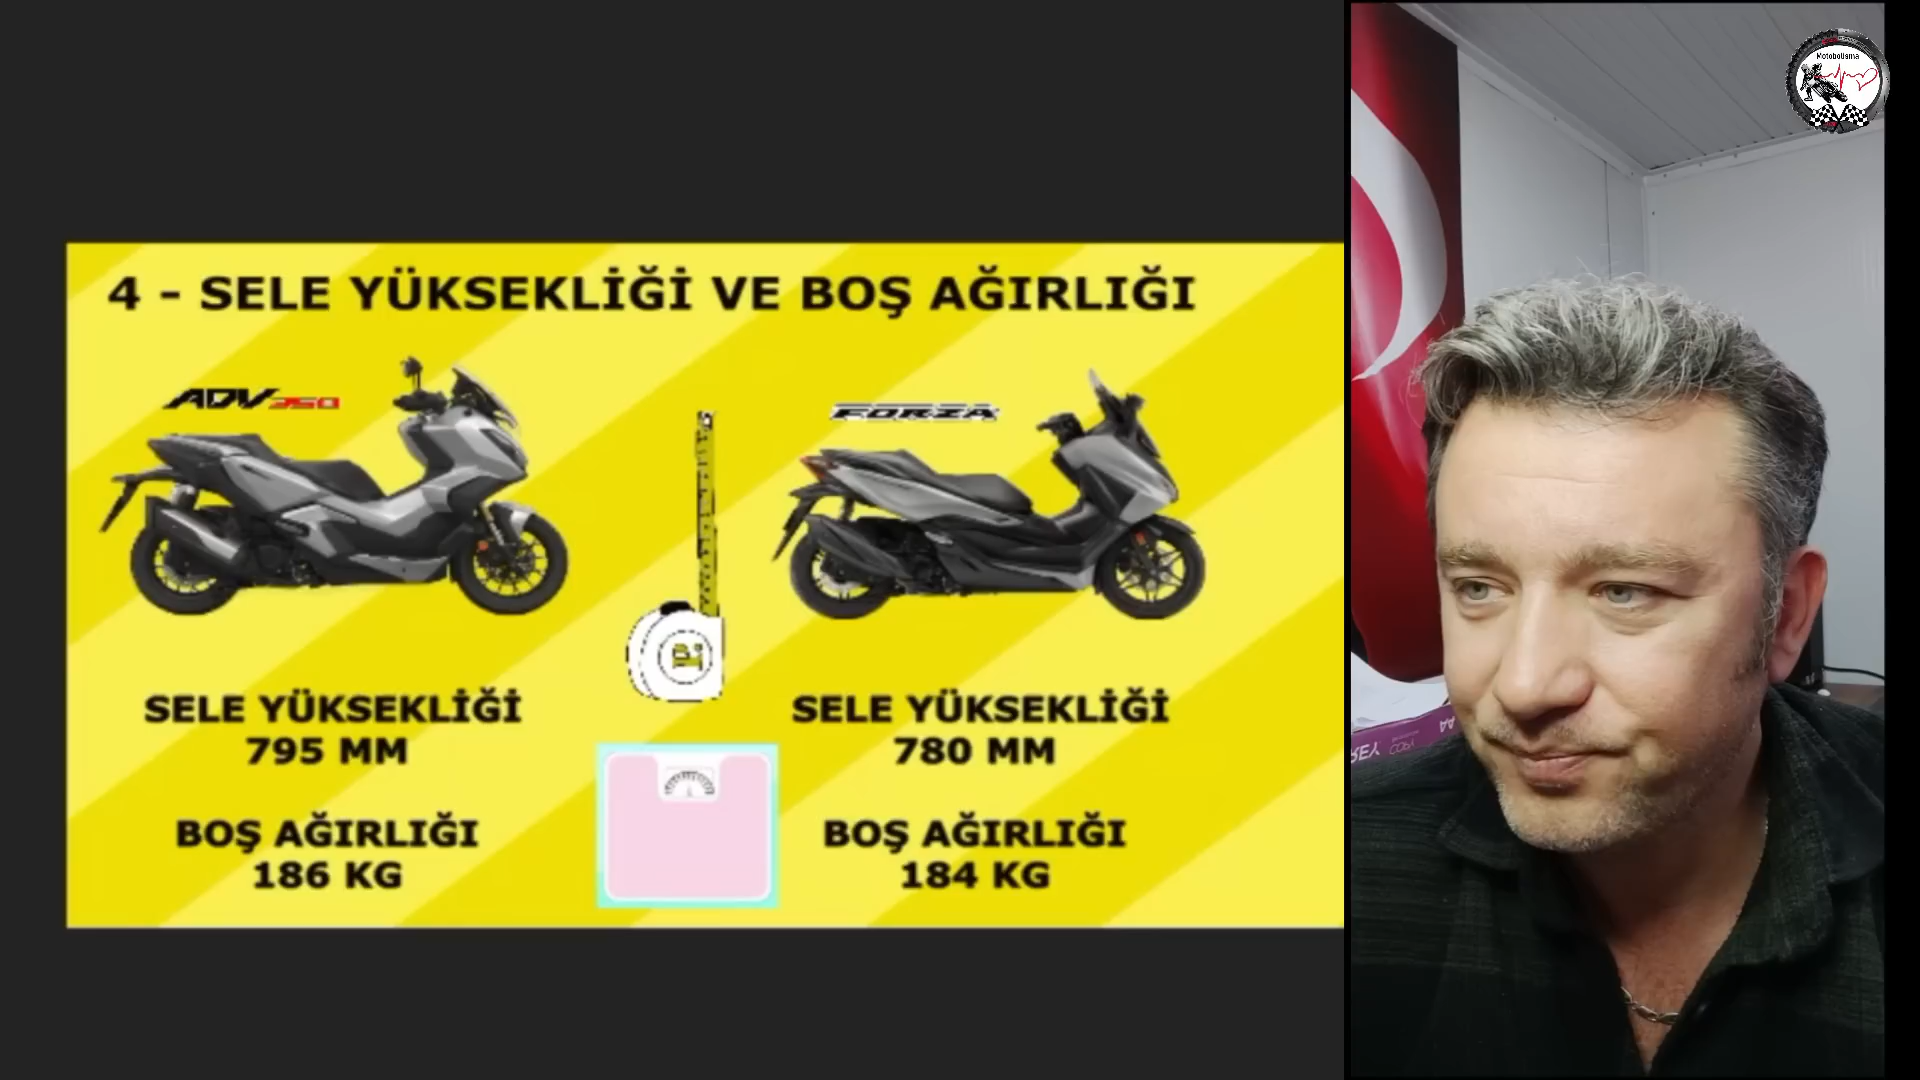 4 - SELE YÜKSEKLİĞİ VE BOŞ AĞIRLIĞI
ADV350
FORZA
SELE YÜKSEKLİĞİ
795 MM
BOŞ AĞIRLIĞI
186 KG
SELE YÜKSEKLİĞİ
780 MM
BOŞ AĞIRLIĞI
184 KG
Motobolisma